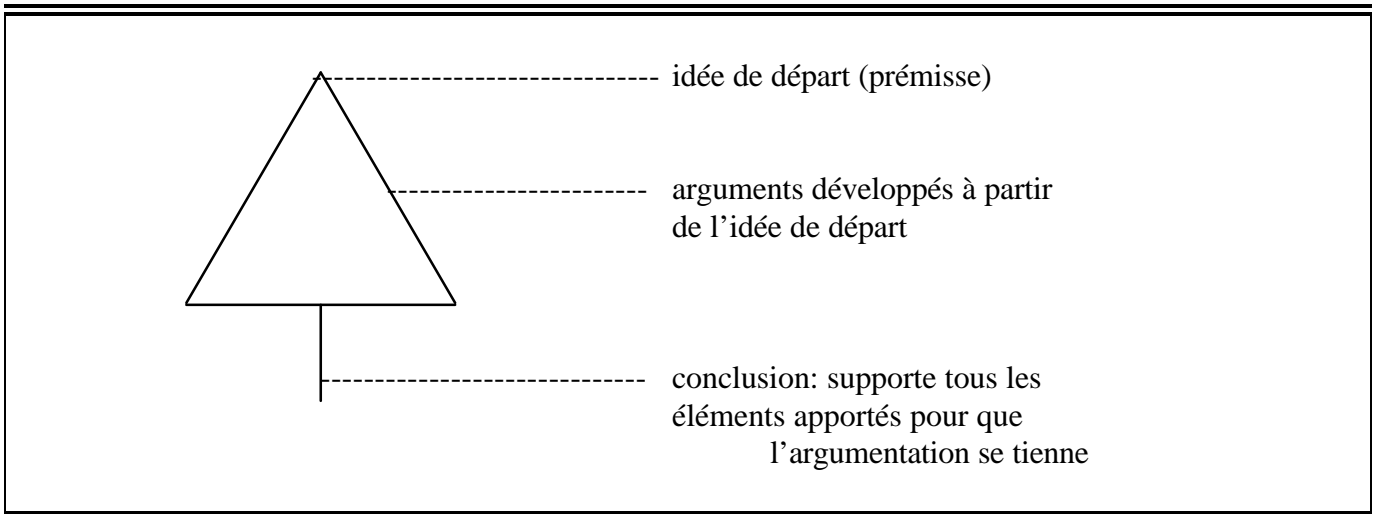 idée de départ (prémisse)
arguments développés à partir
de l’idée de départ
conclusion: supporte tous les
éléments apportés pour que
l’argumentation se tienne